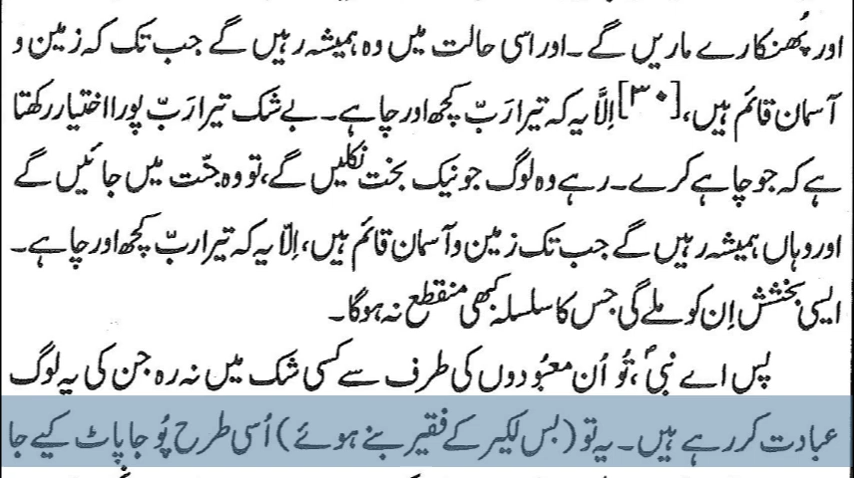 اور پُھنکارے ماریں گے۔ اور اسی حالت میں وہ ہمیشہ رہیں گے جب تک کہ زمین و
آسمان قائم ہیں،[۳۰] اِلَّا یہ کہ تیرا رَبّ کچھ اور چاہے۔ بے شک تیرا رَبّ پورا اختیار رکھتا
ہے کہ جو چاہے کرے۔ رہے وہ لوگ جو نیک بخت نکلیں گے، تو وہ جنّت میں جائیں گے
اور وہاں ہمیشہ رہیں گے جب تک زمین و آسمان قائم ہیں، اِلّا یہ کہ تیرا ربّ کچھ اور چاہے۔
ایسی بخشش اِن کو ملے گی جس کا سلسلہ کبھی منقطع نہ ہوگا۔
پس اے نبیؐ، تُو اُن معبُودوں کی طرف سے کسی شک میں نہ رہ جن کی یہ لوگ
عبادت کر رہے ہیں۔ یہ تو (بس لکیر کے فقیر بنے ہوئے) اُسی طرح پُوجا پاٹ کیے جا